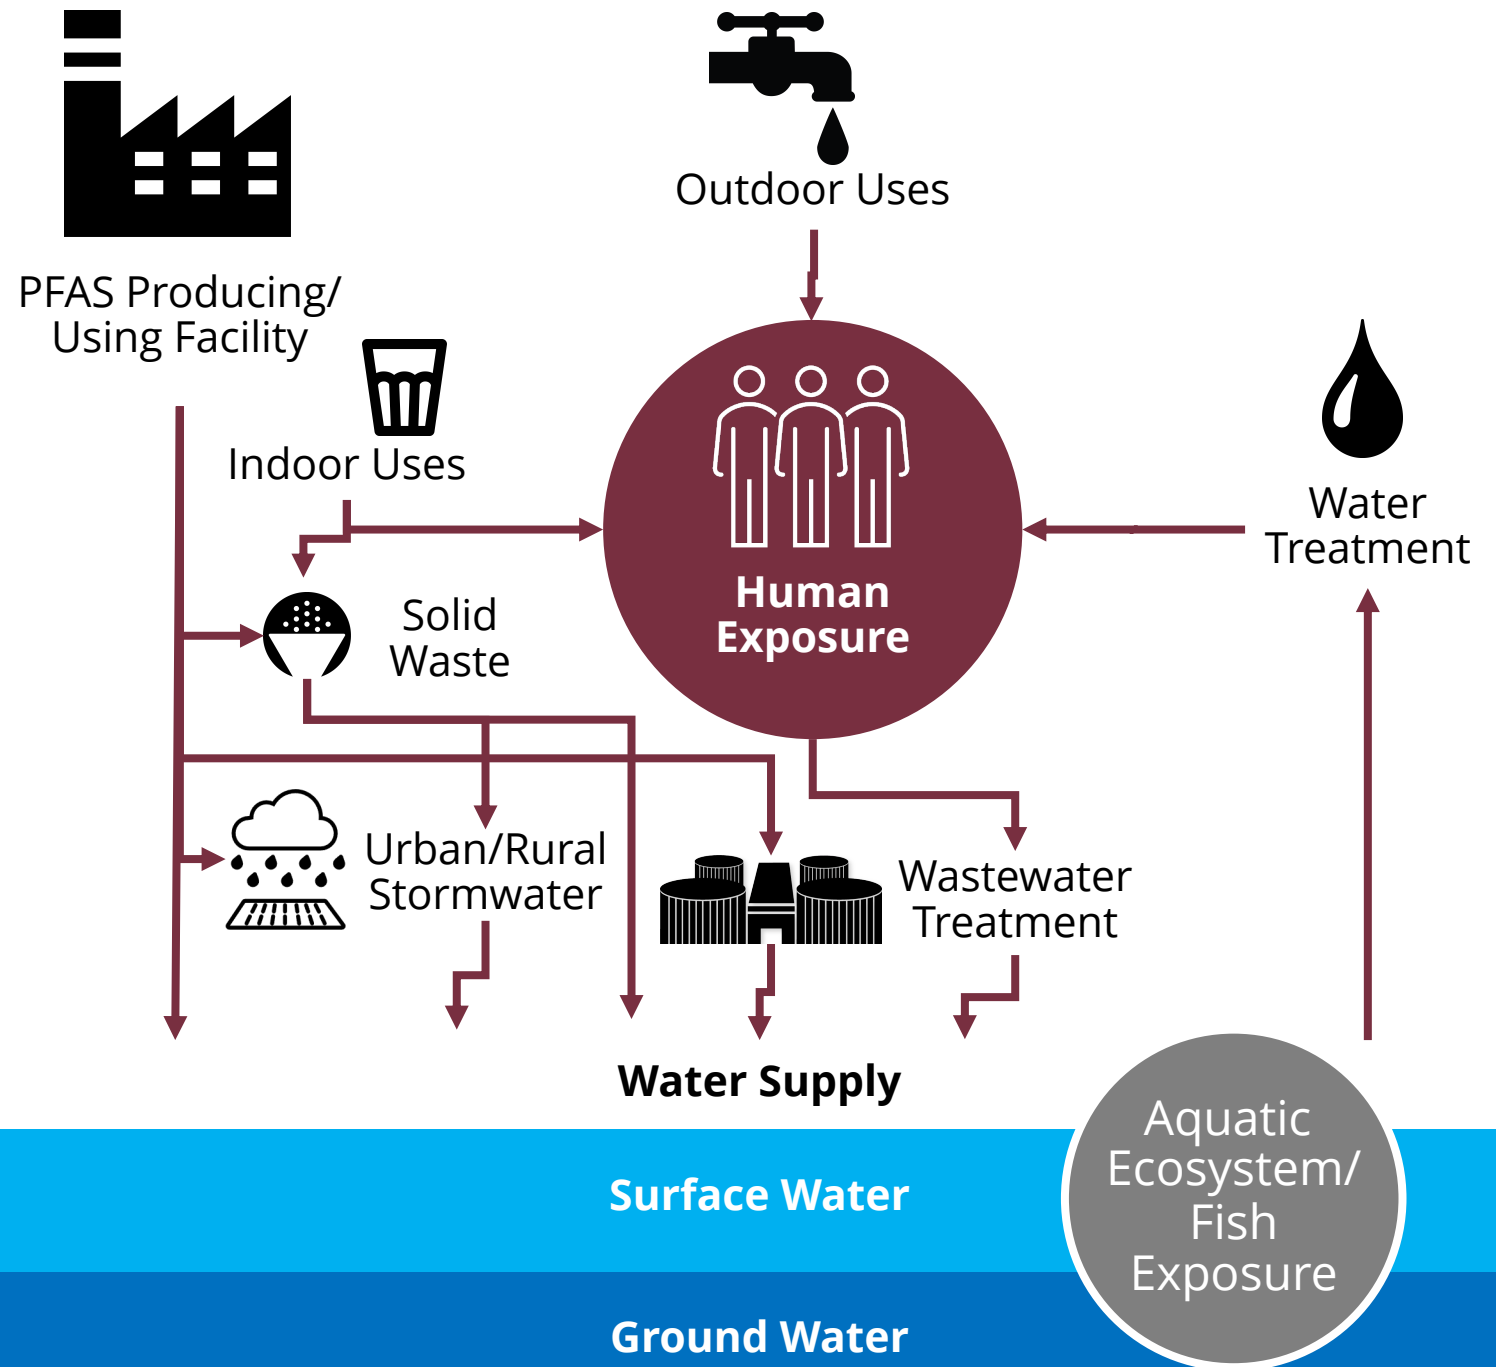 Outdoor Uses
PFAS Producing/
Using Facility
Indoor Uses
Water
Treatment
Human
Exposure
Solid
Waste
Urban/Rural
Stormwater
Wastewater
Treatment
Water Supply
Surface Water
Ground Water
Aquatic
Ecosystem/
Fish
Exposure